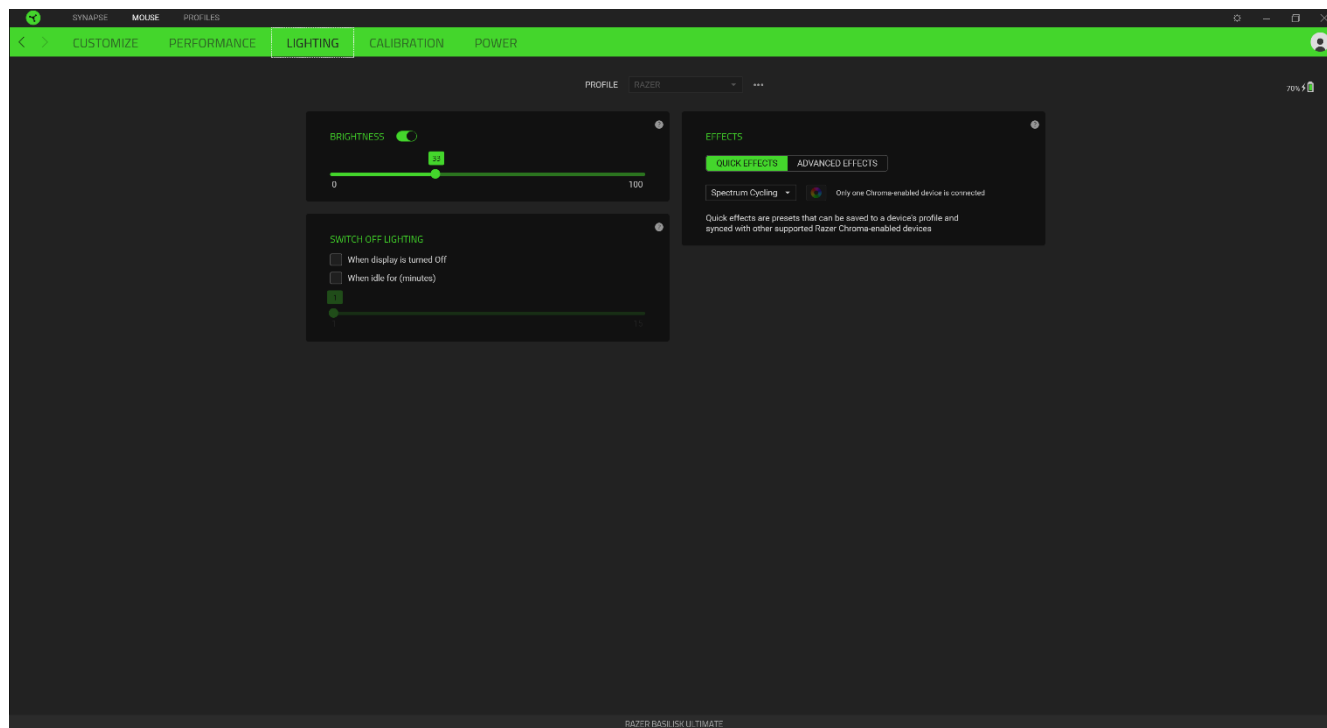 SYNAPSE MOUSE PROFILES
CUSTOMIZE PERFORMANCE LIGHTING CALIBRATION POWER
PROFILE RAZER
70%
BRIGHTNESS
33
0 100
SWITCH OFF LIGHTING
When display is turned Off
When idle for (minutes)
1
1 15
EFFECTS
QUICK EFFECTS ADVANCED EFFECTS
Spectrum Cycling Only one Chroma-enabled device is connected
Quick effects are presets that can be saved to a device's profile and
synced with other supported Razer Chroma-enabled devices
RAZER BASILISK ULTIMATE